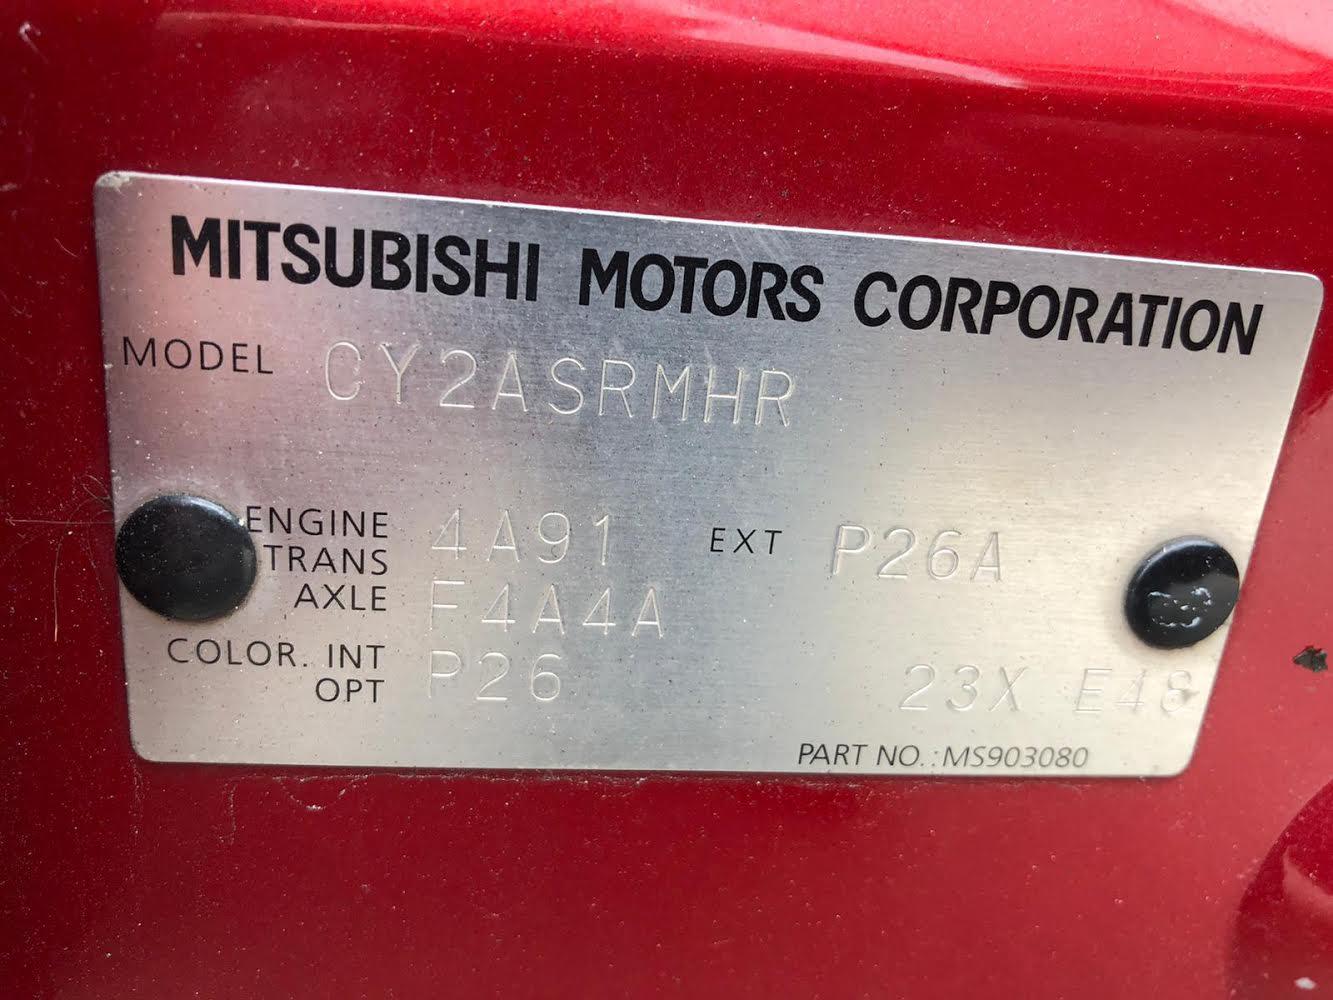 MITSUBISHI MOTORS CORPORATION
MODEL CY2ASRMHR
ENGINE 4A91 EXT P26A
TRANS
AXLE F4A4A
COLOR. INT P26
OPT 23X E48
PART NO.:MS903080